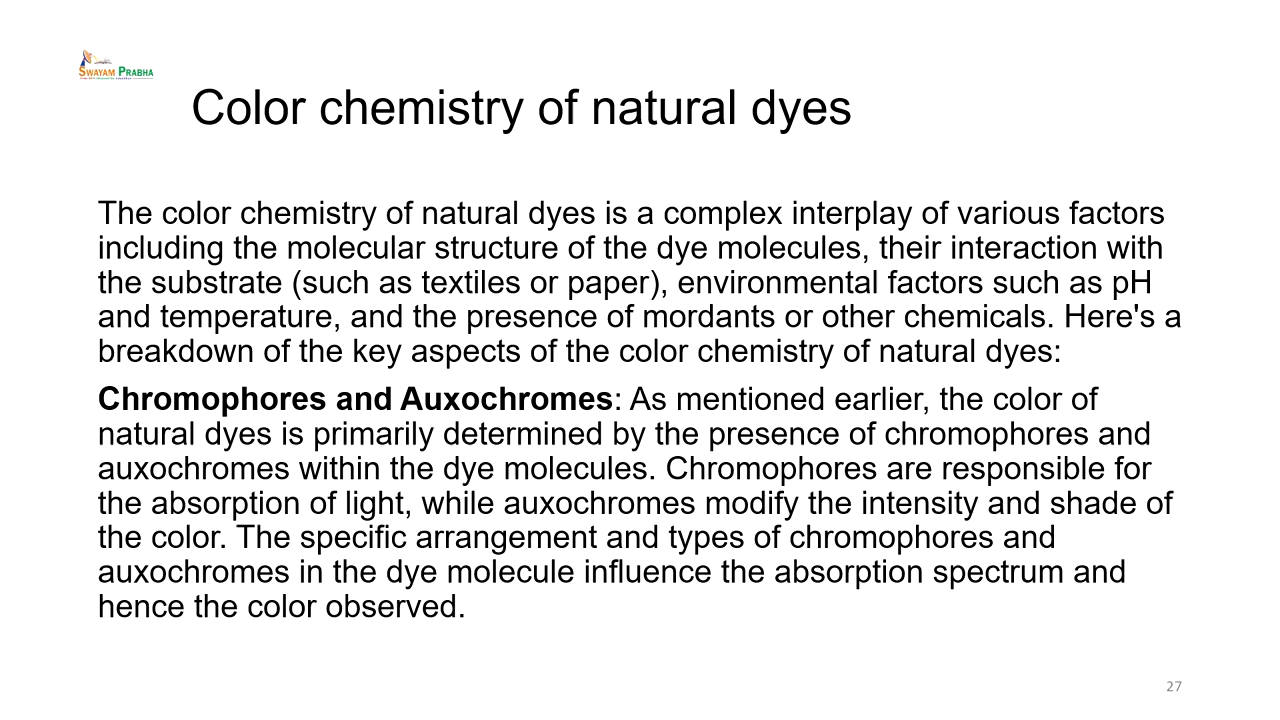 SWAYAM PRABHA
Color chemistry of natural dyes
The color chemistry of natural dyes is a complex interplay of various factors
including the molecular structure of the dye molecules, their interaction with
the substrate (such as textiles or paper), environmental factors such as pH
and temperature, and the presence of mordants or other chemicals. Here's a
breakdown of the key aspects of the color chemistry of natural dyes:
Chromophores and Auxochromes: As mentioned earlier, the color of
natural dyes is primarily determined by the presence of chromophores and
auxochromes within the dye molecules. Chromophores are responsible for
the absorption of light, while auxochromes modify the intensity and shade of
the color. The specific arrangement and types of chromophores and
auxochromes in the dye molecule influence the absorption spectrum and
hence the color observed.
27